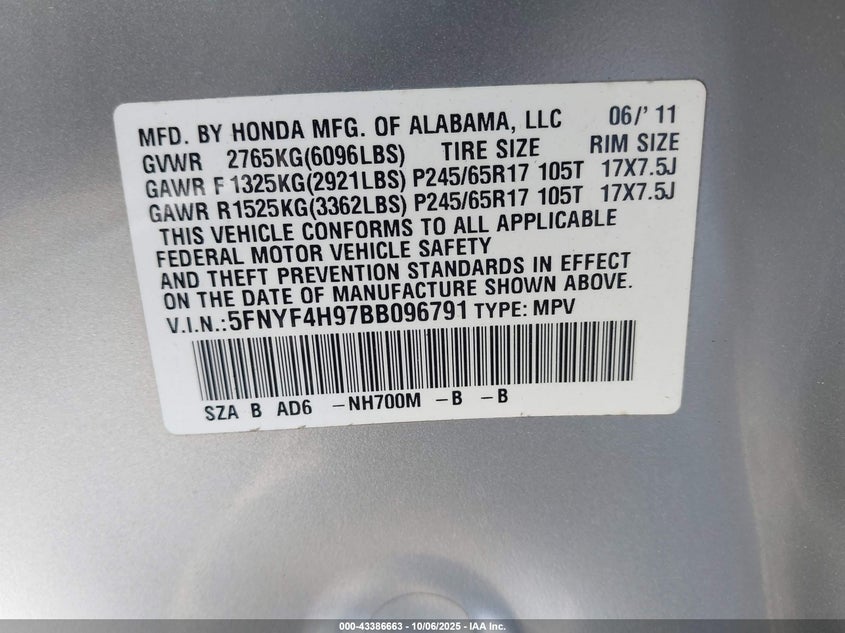 MFD. BY HONDA MFG. OF ALABAMA, LLC 06/' 11
GVWR 2765KG(6096LBS) TIRE SIZE RIM SIZE
GAWR F 1325KG(2921LBS) P245/65R17 105T 17X7.5J
GAWR R1525KG(3362LBS) P245/65R17 105T 17X7.5J
THIS VEHICLE CONFORMS TO ALL APPLICABLE
FEDERAL MOTOR VEHICLE SAFETY
AND THEFT PREVENTION STANDARDS IN EFFECT
ON THE DATE OF MANUFACTURE SHOWN ABOVE.
V.I.N.:5FNYF4H97BB096791 TYPE: MPV
SZA B AD6 -NH700M -B -B
000-43386663 - 10/06/2025 - IAA Inc.